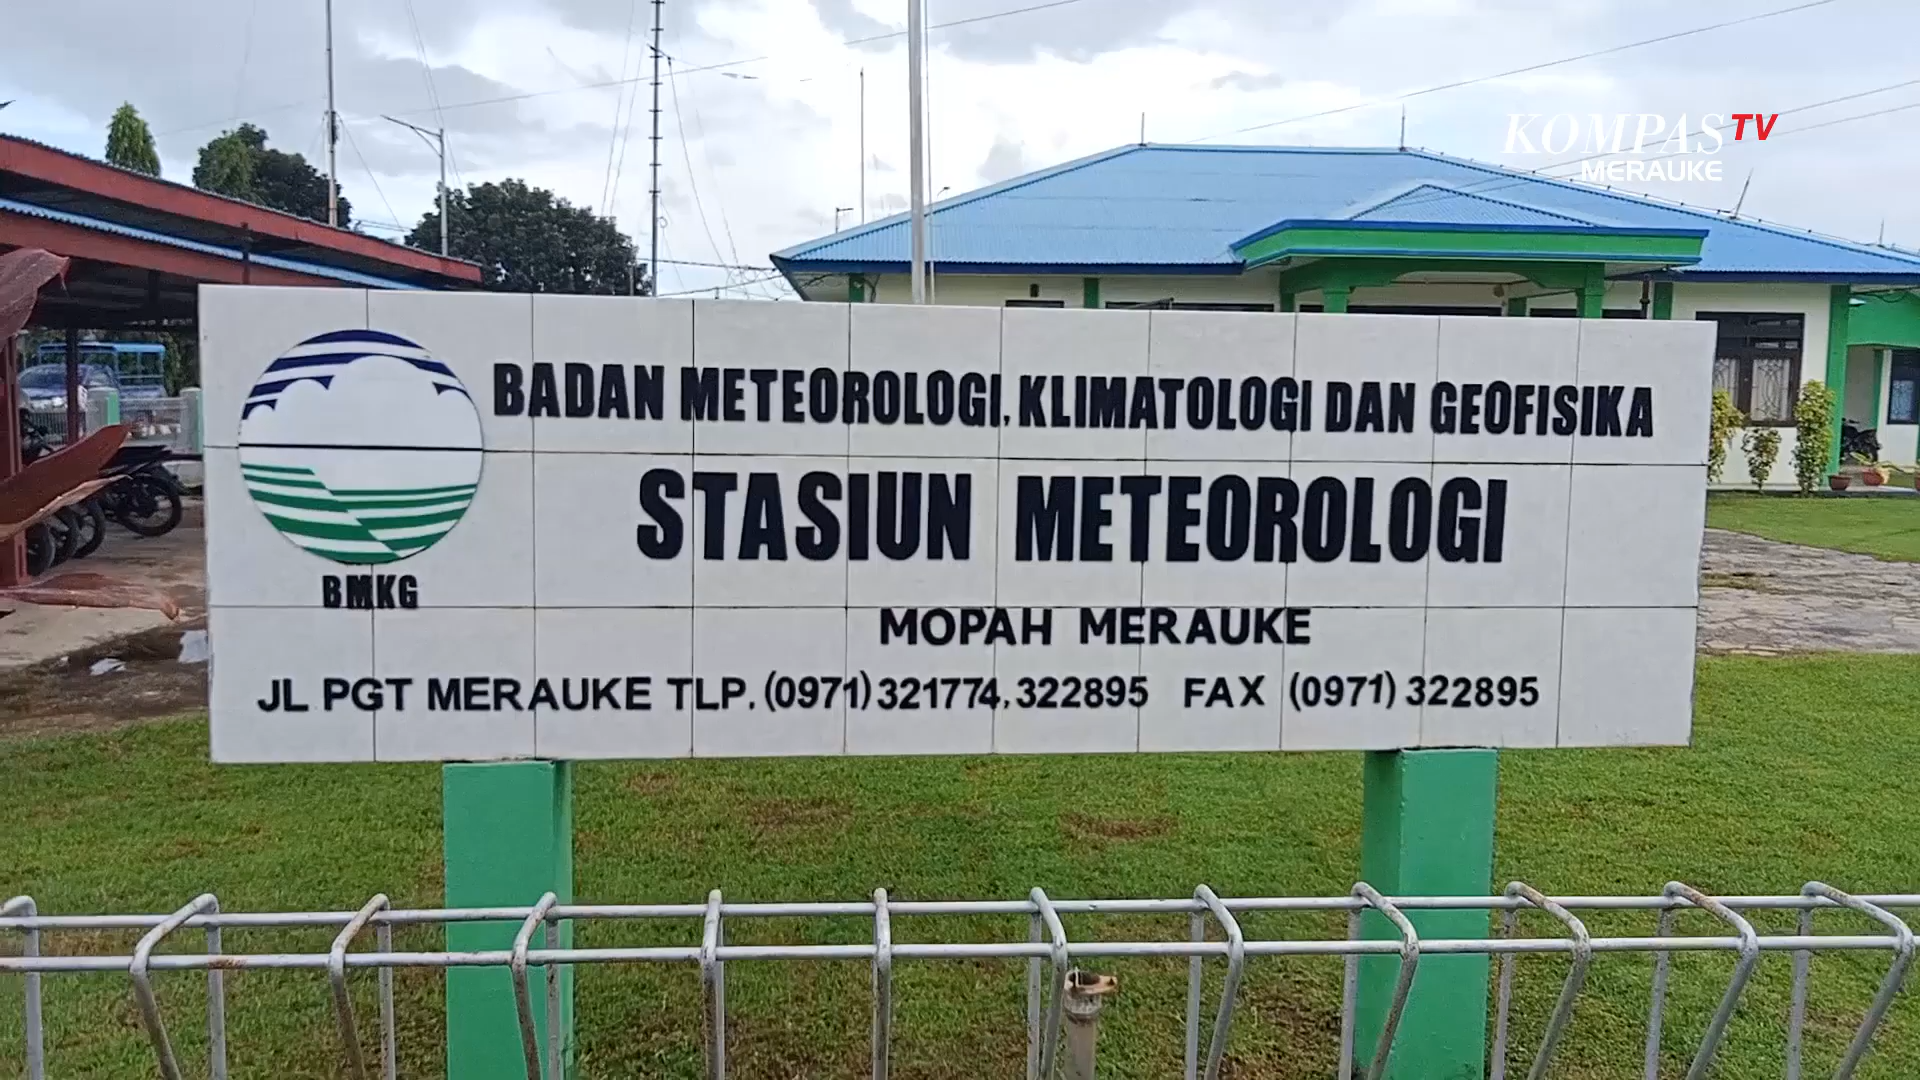 KOMPAS TV
MERAUKE
BADAN METEOROLOGI, KLIMATOLOGI DAN GEOFISIKA
STASIUN METEOROLOGI
BMKG
MOPAH MERAUKE
JL PGT MERAUKE TLP. (0971) 321774, 322895 FAX (0971) 322895